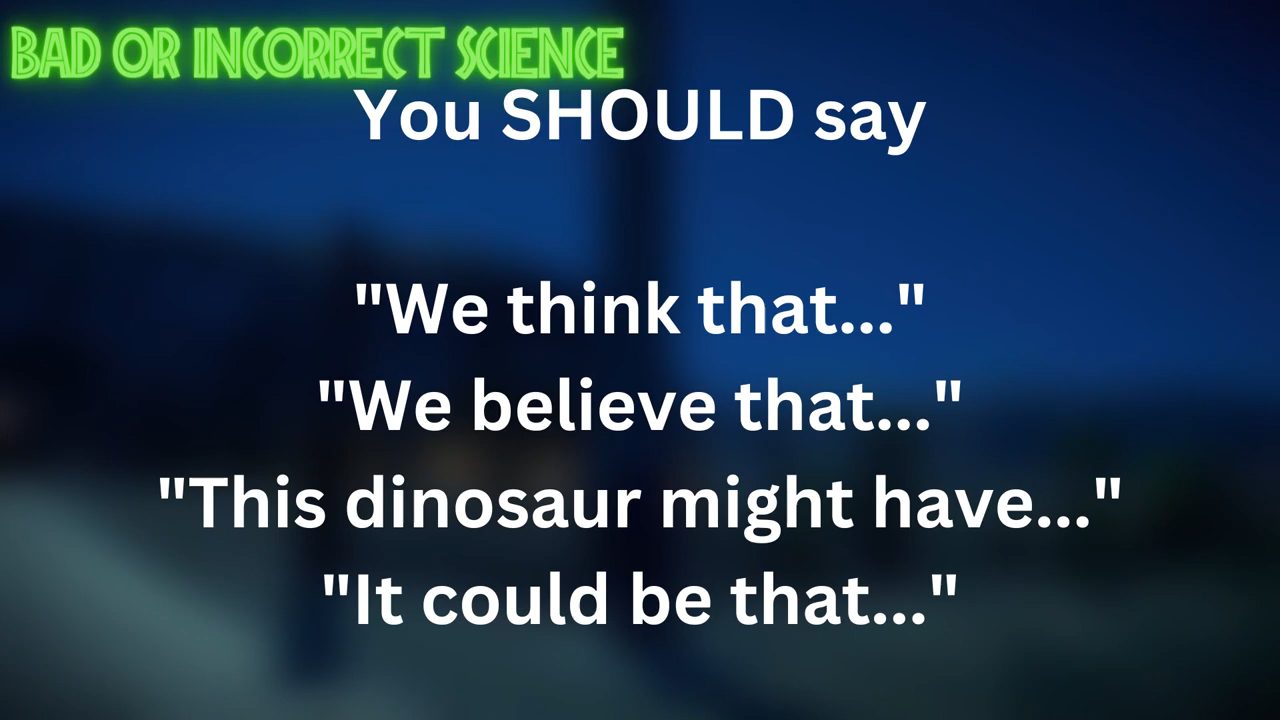 BAD OR INCORRECT SCIENCE
You SHOULD say
"We think that..."
"We believe that..."
"This dinosaur might have..."
"It could be that..."